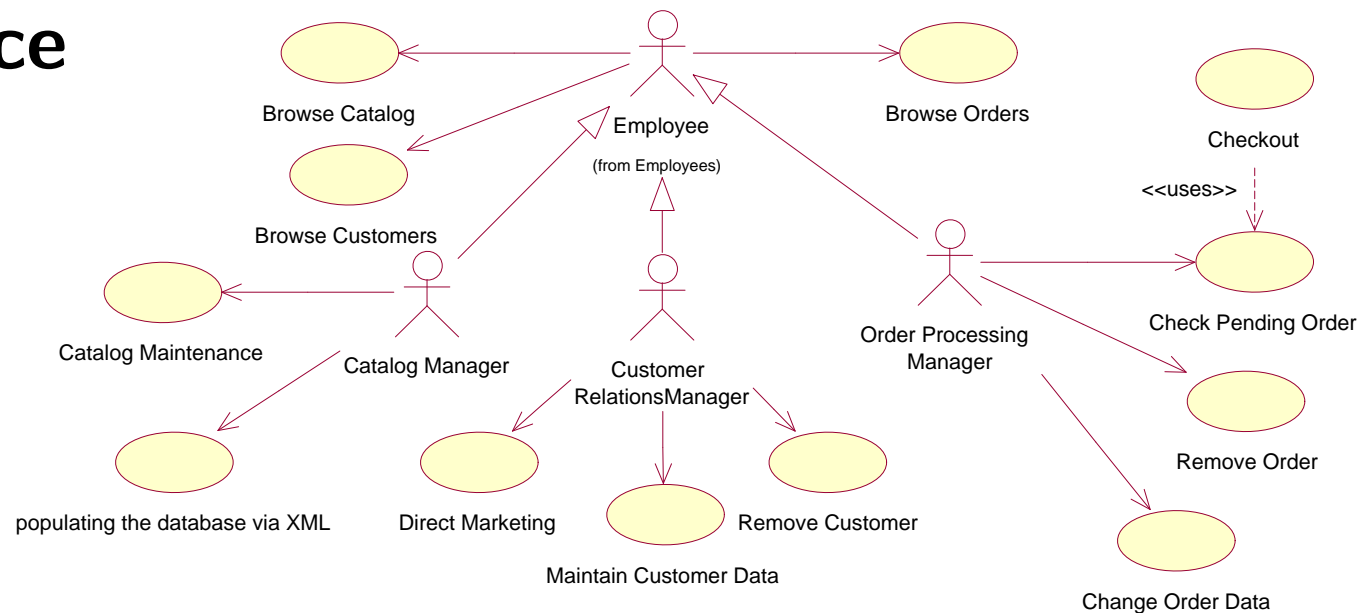 ce
Browse Catalog
Employee
(from Employees)
Browse Orders
Checkout
<<uses>>
Browse Customers
Catalog Maintenance
Catalog Manager
Customer
RelationsManager
Order Processing
Manager
Check Pending Order
Remove Order
populating the database via XML
Direct Marketing
Maintain Customer Data
Remove Customer
Change Order Data